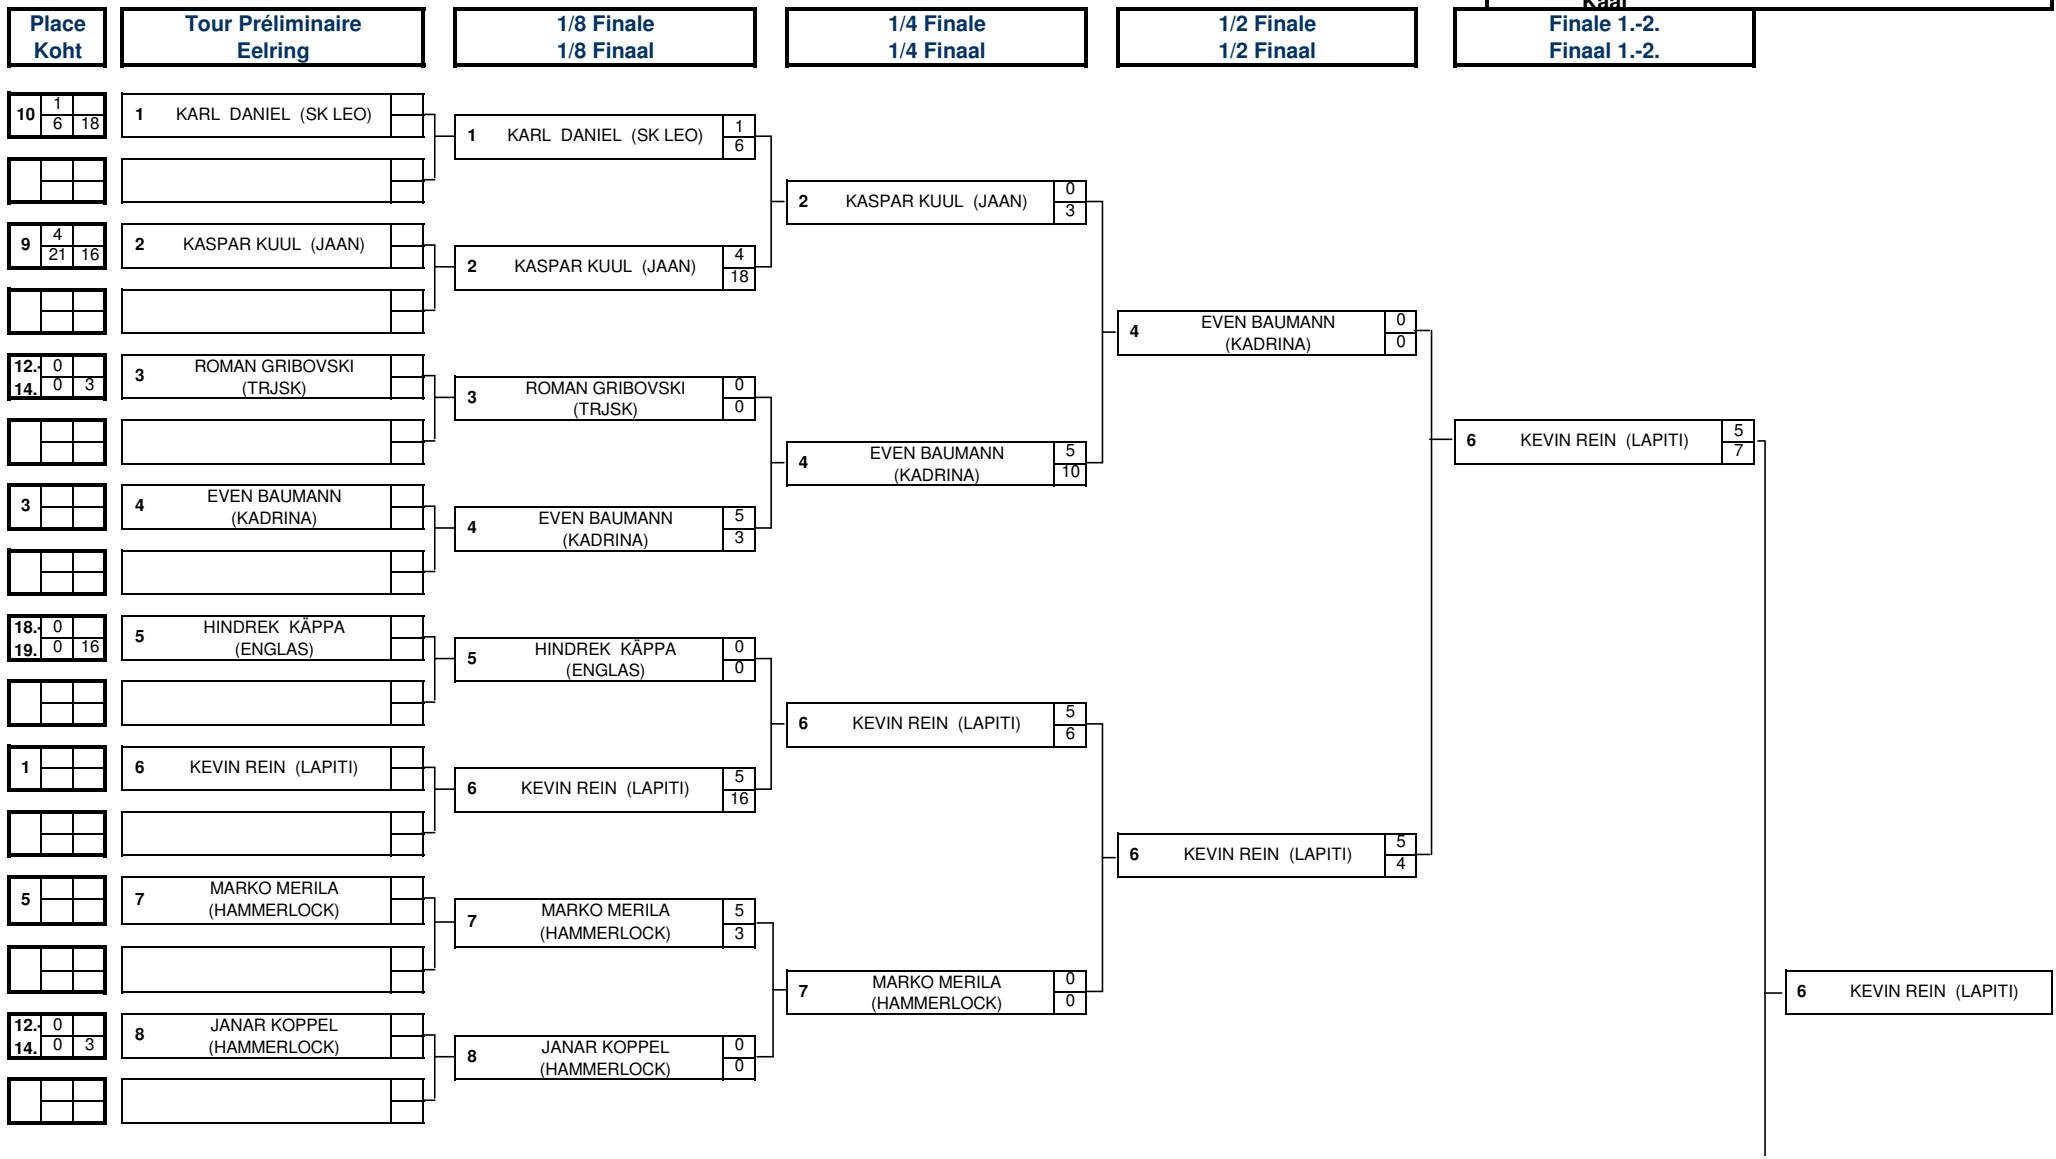 Kaal
Place
Koht
Tour Préliminaire
Eelring
1/8 Finale
1/8 Finaal
1/4 Finale
1/4 Finaal
1/2 Finale
1/2 Finaal
Finale 1.-2.
Finaal 1.-2.
10 1
6 18
1 KARL DANIEL (SK LEO)
1 KARL DANIEL (SK LEO) 1
6
2 KASPAR KUUL (JAAN) 0
3
9 4
21 16
2 KASPAR KUUL (JAAN)
2 KASPAR KUUL (JAAN) 4
18
4 EVEN BAUMANN 0
(KADRINA) 0
12.- 0
14. 0 3
3 ROMAN GRIBOVSKI
(TRJSK)
3 ROMAN GRIBOVSKI 0
(TRJSK) 0
6 KEVIN REIN (LAPITI) 5
7
4 EVEN BAUMANN 5
(KADRINA) 10
3
4 EVEN BAUMANN
(KADRINA)
4 EVEN BAUMANN 5
(KADRINA) 3
18.- 0
19. 0 16
5 HINDREK KÄPPA
(ENGLAS)
5 HINDREK KÄPPA 0
(ENGLAS) 0
6 KEVIN REIN (LAPITI) 5
6
1
6 KEVIN REIN (LAPITI)
6 KEVIN REIN (LAPITI) 5
16
6 KEVIN REIN (LAPITI) 5
4
5
7 MARKO MERILA
(HAMMERLOCK)
7 MARKO MERILA 5
(HAMMERLOCK) 3
7 MARKO MERILA 0
(HAMMERLOCK) 0
6 KEVIN REIN (LAPITI)
12.- 0
14. 0 3
8 JANAR KOPPEL
(HAMMERLOCK)
8 JANAR KOPPEL 0
(HAMMERLOCK) 0